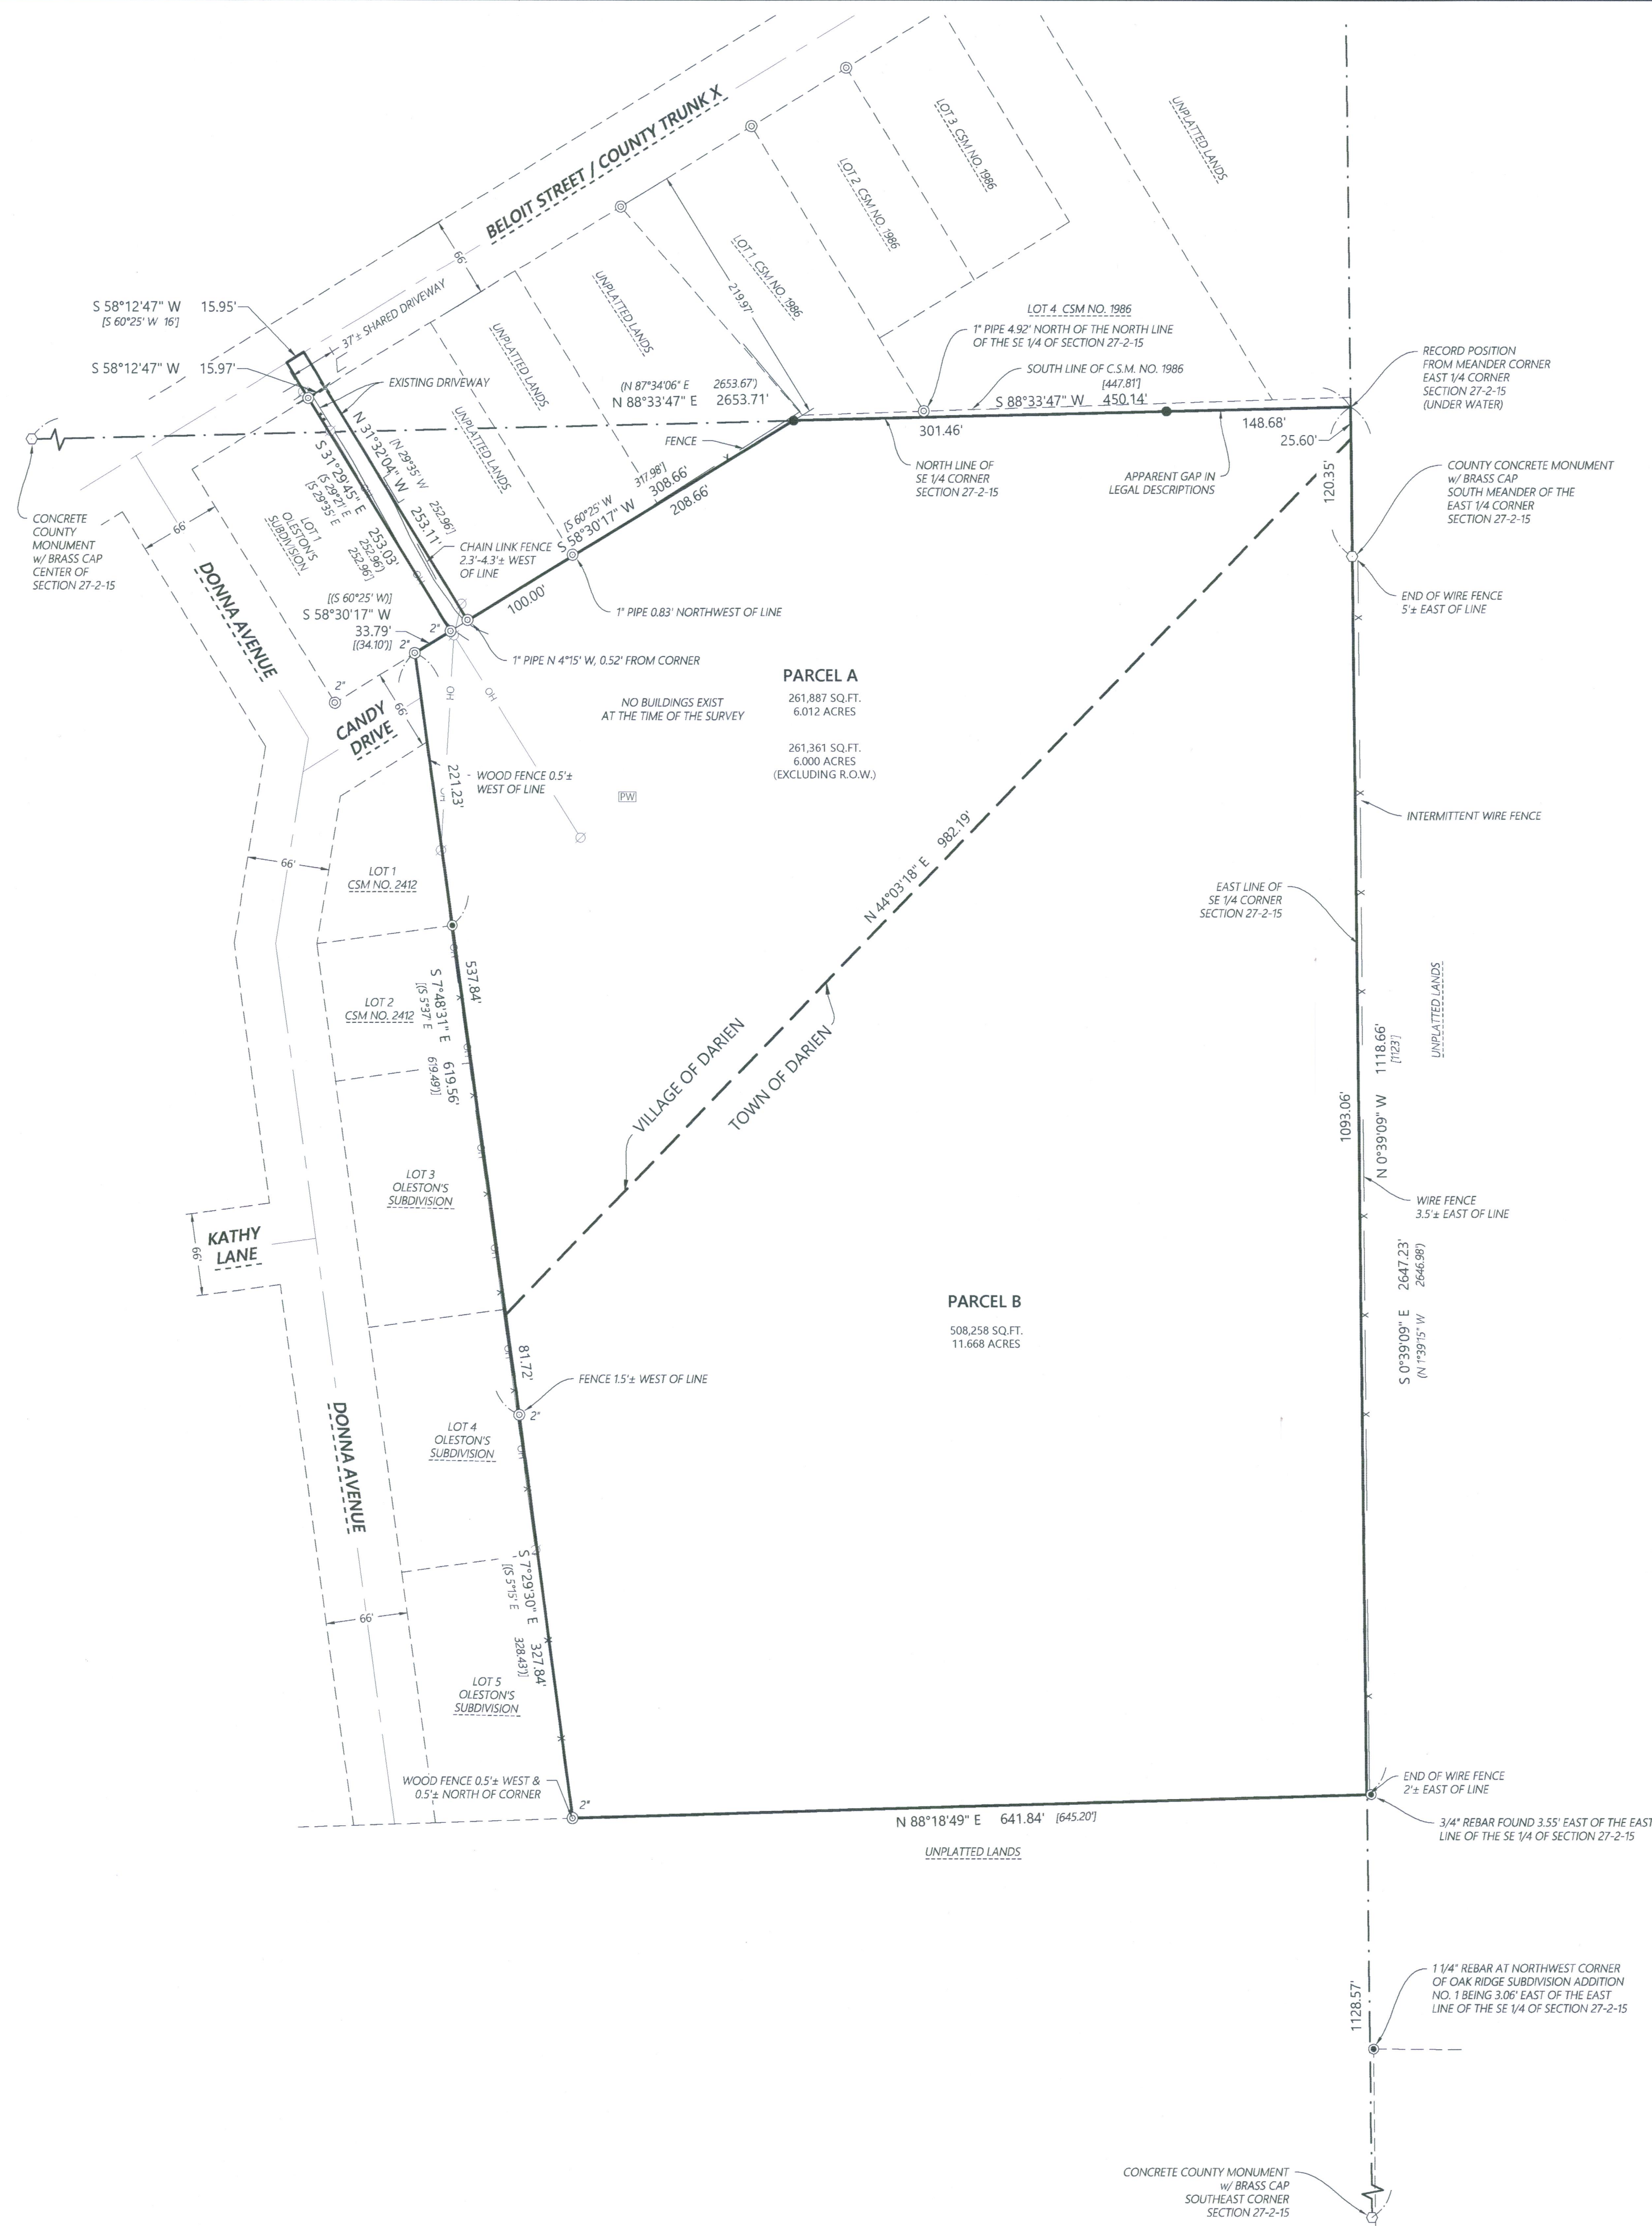 BELOIT STREET / COUNTY TRUNK X
66'
LOT 3 CSM NO. 1986
LOT 2 CSM NO. 1986
LOT 1 CSM NO. 1986
219.97'
UNPLATTED LANDS
UNPLATTED LANDS
UNPLATTED LANDS
UNPLATTED LANDS
S 58°12'47" W 15.95'
[S 60°25' W 16']
37'± SHARED DRIVEWAY
S 58°12'47" W 15.97'
EXISTING DRIVEWAY
LOT 4 CSM NO. 1986
1" PIPE 4.92' NORTH OF THE NORTH LINE
OF THE SE 1/4 OF SECTION 27-2-15
SOUTH LINE OF C.S.M. NO. 1986
[447.81']
S 88°33'47" W 450.14'
(N 87°34'06" E 2653.67')
N 88°33'47" E 2653.71'
RECORD POSITION
FROM MEANDER CORNER
EAST 1/4 CORNER
SECTION 27-2-15
(UNDER WATER)
301.46'
148.68'
25.60'
120.35'
FENCE
NORTH LINE OF
SE 1/4 CORNER
SECTION 27-2-15
APPARENT GAP IN
LEGAL DESCRIPTIONS
COUNTY CONCRETE MONUMENT
w/ BRASS CAP
SOUTH MEANDER OF THE
EAST 1/4 CORNER
SECTION 27-2-15
CONCRETE
COUNTY
MONUMENT
w/ BRASS CAP
CENTER OF
SECTION 27-2-15
66'
DONNA AVENUE
LOT 1
OLESTON'S
SUBDIVISION
S 31°29'45" E 253.03'
(S 29°21' E 252.96')
[S 29°35' E 252.96']
N 31°32'04" W 253.11'
[N 29°35' W 252.96']
[S 60°25' W 317.98']
S 58°30'17" W 308.66'
208.66'
100.00'
CHAIN LINK FENCE
2.3'-4.3'± WEST
OF LINE
[(S 60°25' W)]
S 58°30'17" W
33.79'
[(34.10')]
2"
2"
2"
1" PIPE 0.83' NORTHWEST OF LINE
END OF WIRE FENCE
5'± EAST OF LINE
1" PIPE N 4°15' W, 0.52' FROM CORNER
OH
OH
CANDY
DRIVE
66'
NO BUILDINGS EXIST
AT THE TIME OF THE SURVEY
PARCEL A
261,887 SQ.FT.
6.012 ACRES
261,361 SQ.FT.
6.000 ACRES
(EXCLUDING R.O.W.)
221.23'
WOOD FENCE 0.5'±
WEST OF LINE
PW
INTERMITTENT WIRE FENCE
N 44°03'18" E 982.19'
66'
LOT 1
CSM NO. 2412
EAST LINE OF
SE 1/4 CORNER
SECTION 27-2-15
537.84'
S 7°48'31" E 619.56'
[(S 5°37' E 619.49')]
LOT 2
CSM NO. 2412
UNPLATTED LANDS
VILLAGE OF DARIEN
TOWN OF DARIEN
1093.06'
N 0°39'09" W 1118.66'
[1123']
LOT 3
OLESTON'S
SUBDIVISION
WIRE FENCE
3.5'± EAST OF LINE
KATHY
LANE
66'
S 0°39'09" E 2647.23'
(N 1°39'15" W 2646.98')
PARCEL B
508,258 SQ.FT.
11.668 ACRES
81.72'
FENCE 1.5'± WEST OF LINE
2"
LOT 4
OLESTON'S
SUBDIVISION
DONNA AVENUE
S 7°29'30" E 327.84'
[(S 5°15' E 328.43')]
66'
LOT 5
OLESTON'S
SUBDIVISION
WOOD FENCE 0.5'± WEST &
0.5'± NORTH OF CORNER
2"
N 88°18'49" E 641.84' [645.20']
UNPLATTED LANDS
END OF WIRE FENCE
2'± EAST OF LINE
3/4" REBAR FOUND 3.55' EAST OF THE EAST
LINE OF THE SE 1/4 OF SECTION 27-2-15
1128.57'
1 1/4" REBAR AT NORTHWEST CORNER
OF OAK RIDGE SUBDIVISION ADDITION
NO. 1 BEING 3.06' EAST OF THE EAST
LINE OF THE SE 1/4 OF SECTION 27-2-15
CONCRETE COUNTY MONUMENT
w/ BRASS CAP
SOUTHEAST CORNER
SECTION 27-2-15